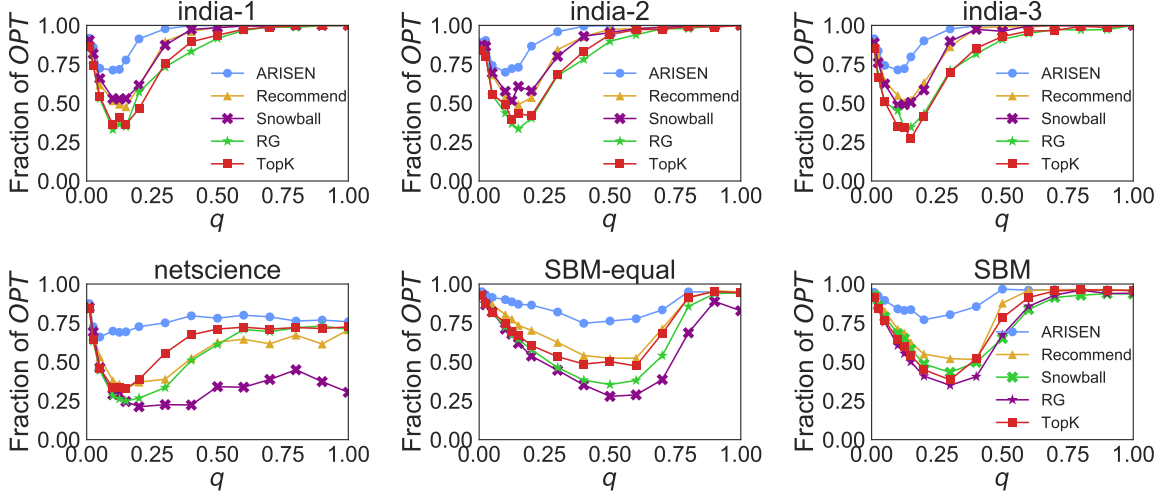 india-1
Fraction of OPT
1.00
0.75
0.50
0.25
0.00
ARISEN
Recommend
Snowball
RG
TopK
0.00 0.25 0.50 0.75 1.00
q
india-2
Fraction of OPT
1.00
0.75
0.50
0.25
0.00
ARISEN
Recommend
Snowball
RG
TopK
0.00 0.25 0.50 0.75 1.00
q
india-3
Fraction of OPT
1.00
0.75
0.50
0.25
0.00
ARISEN
Recommend
Snowball
RG
TopK
0.00 0.25 0.50 0.75 1.00
q
netscience
Fraction of OPT
1.00
0.75
0.50
0.25
0.00
0.00 0.25 0.50 0.75 1.00
q
SBM-equal
Fraction of OPT
1.00
0.75
0.50
0.25
0.00
0.00 0.25 0.50 0.75 1.00
q
SBM
Fraction of OPT
1.00
0.75
0.50
0.25
0.00
ARISEN
Recommend
Snowball
RG
TopK
0.00 0.25 0.50 0.75 1.00
q